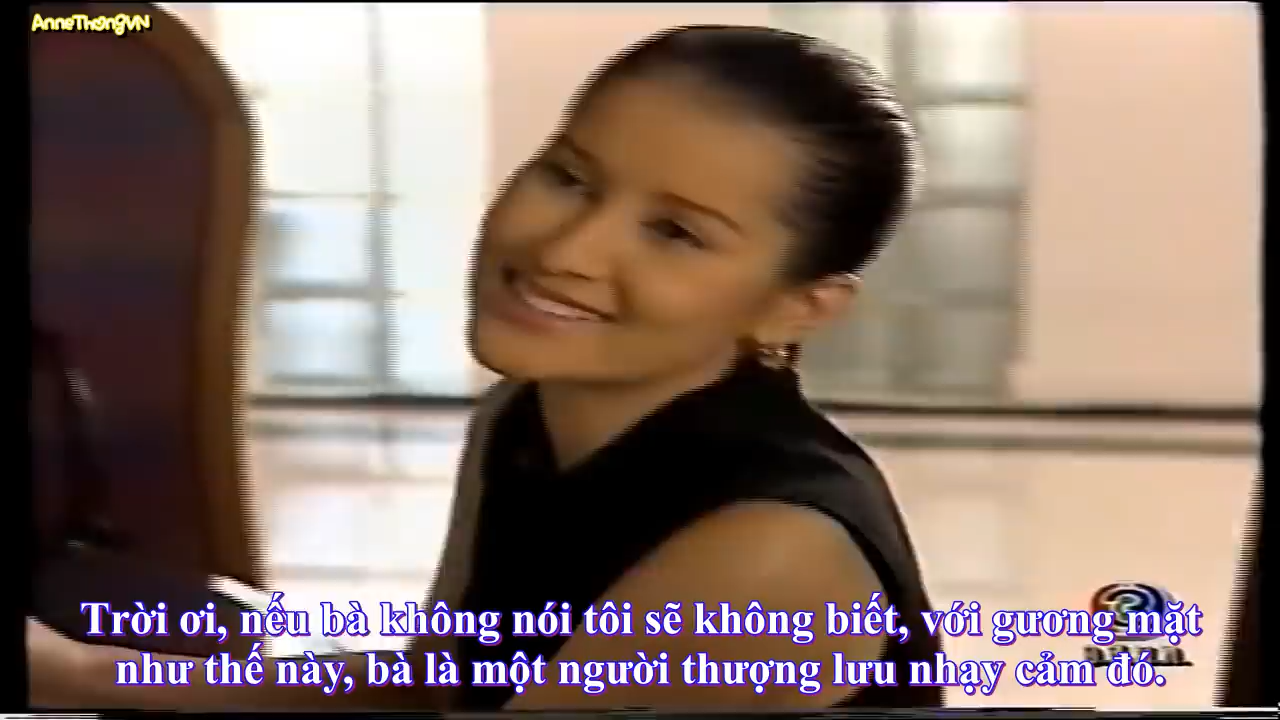 AnneThongVN
Trời ơi, nếu bà không nói tôi sẽ không biết, với gương mặt
như thế này, bà là một người thượng lưu nhạy cảm đó.